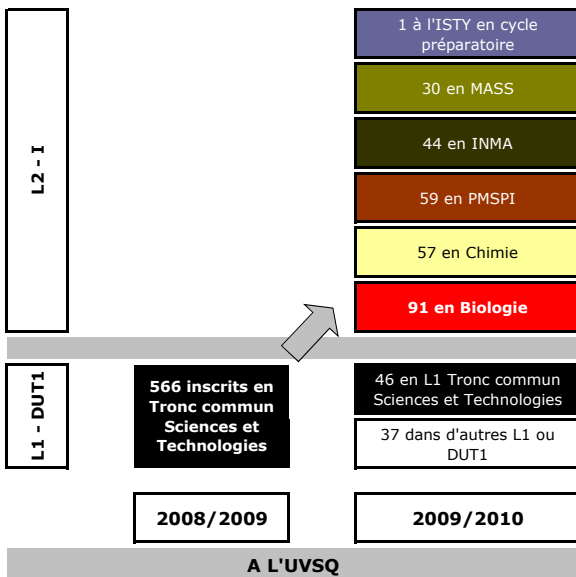 L2 - I
1 à l'ISTY en cycle
préparatoire
30 en MASS
44 en INMA
59 en PMSPI
57 en Chimie
91 en Biologie
L1 - DUT1
566 inscrits en
Tronc commun
Sciences et
Technologies
46 en L1 Tronc commun
Sciences et Technologies
37 dans d'autres L1 ou
DUT1
2008/2009
2009/2010
A L'UVSQ